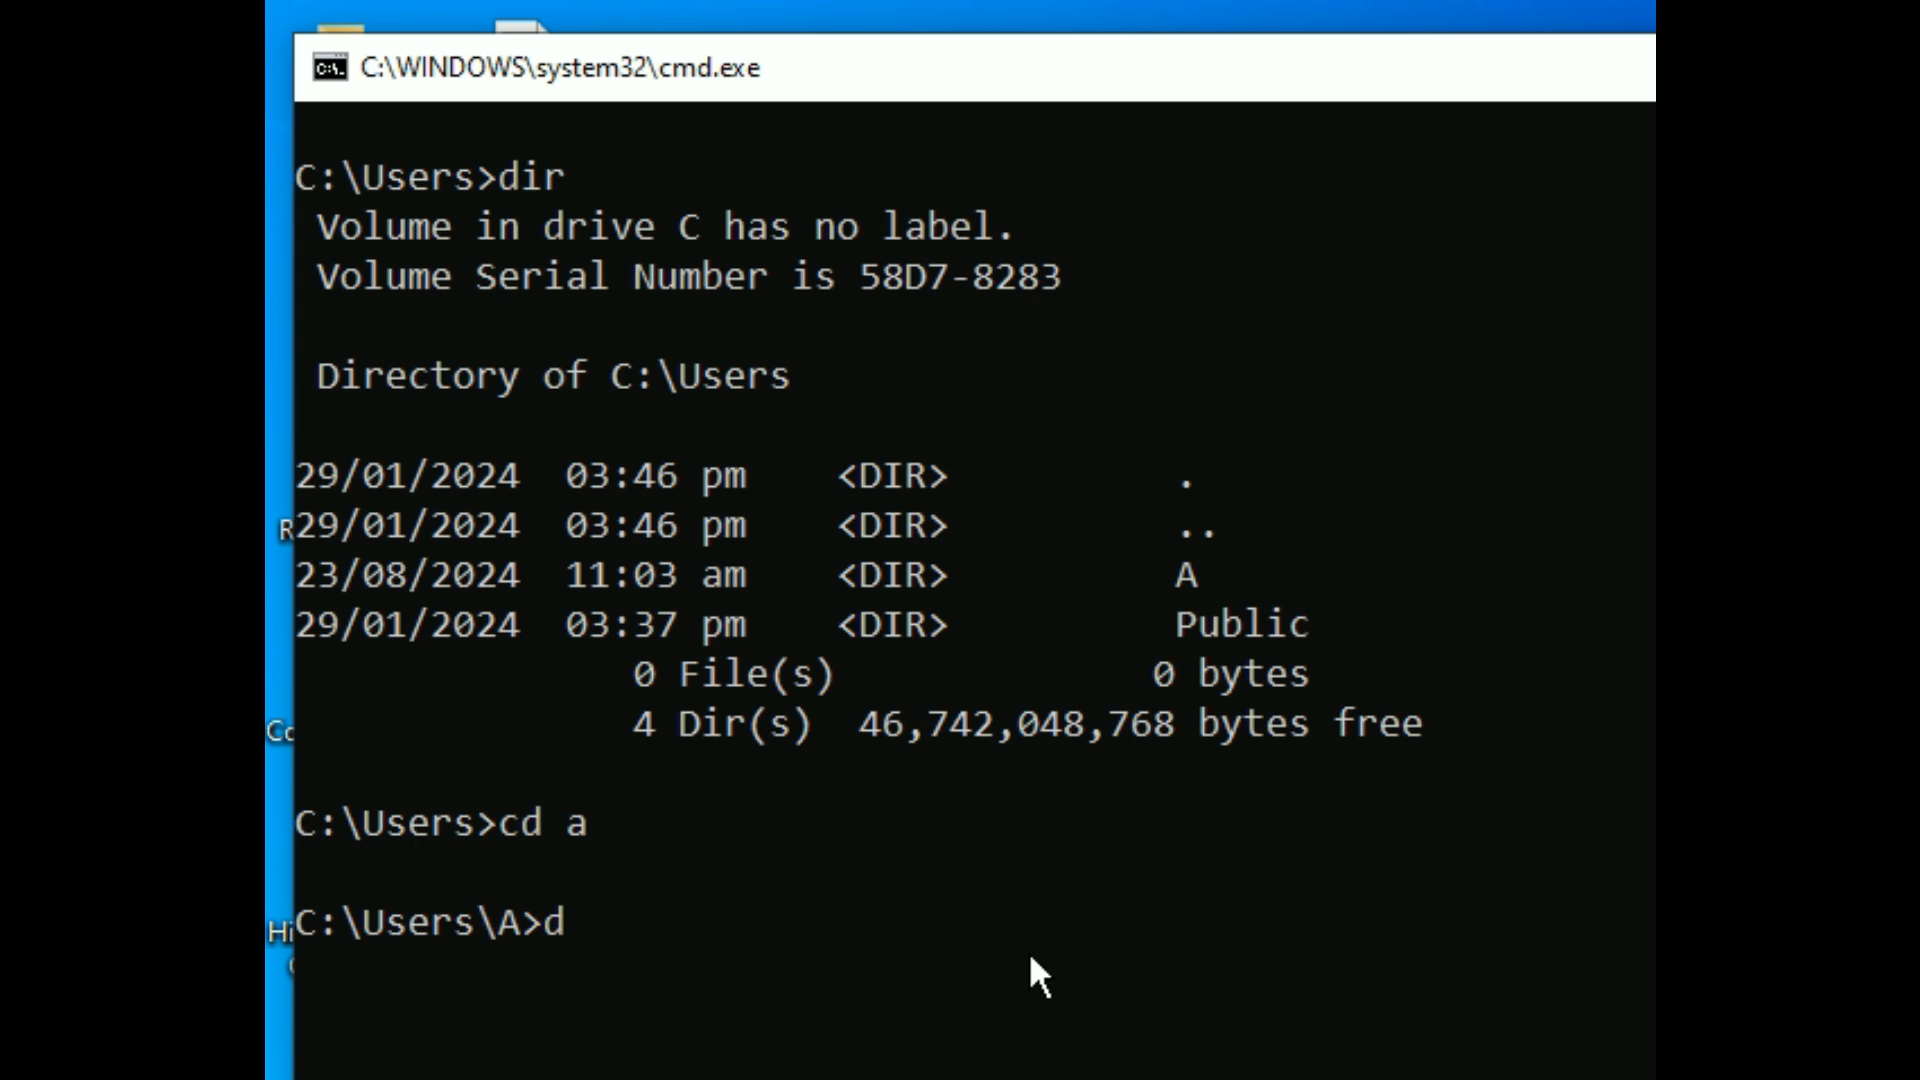 C:\WINDOWS\system32\cmd.exe
C:\Users>dir
Volume in drive C has no label.
Volume Serial Number is 58D7-8283
Directory of C:\Users
29/01/2024  03:46 pm    <DIR>          .
29/01/2024  03:46 pm    <DIR>          ..
23/08/2024  11:03 am    <DIR>          A
29/01/2024  03:37 pm    <DIR>          Public
0 File(s)              0 bytes
4 Dir(s)  46,742,048,768 bytes free
C:\Users>cd a
C:\Users\A>d